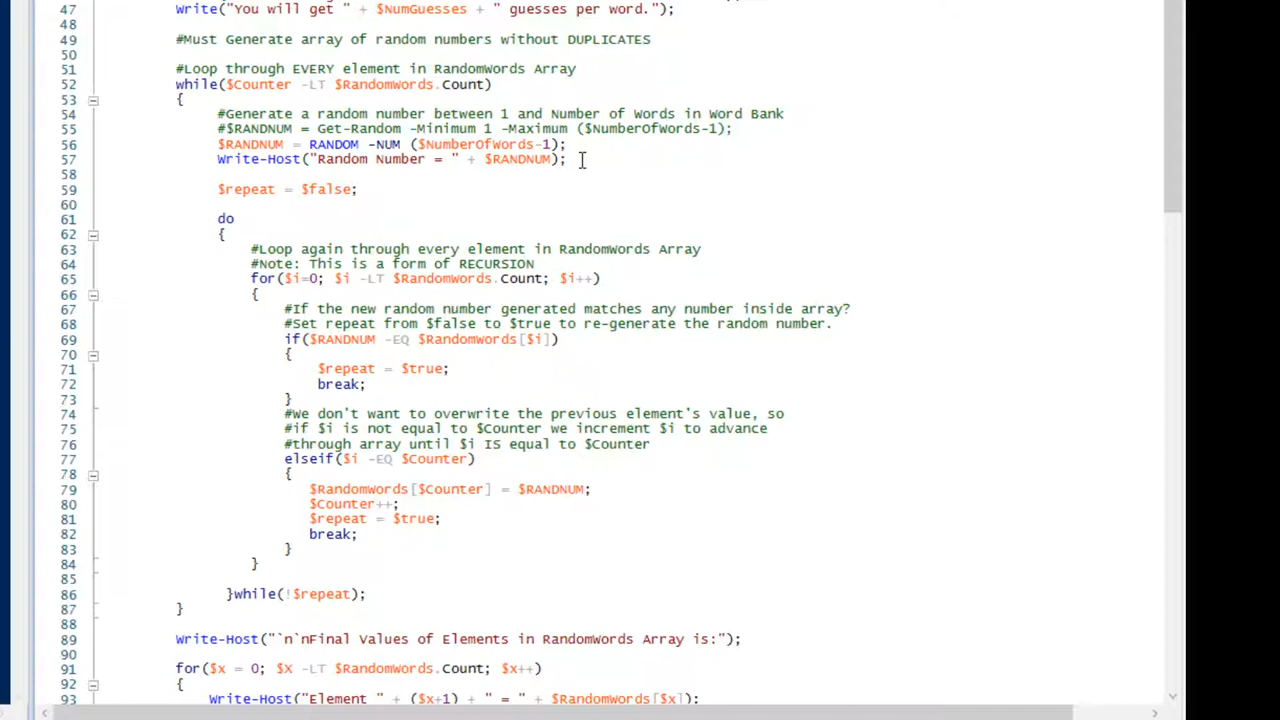 47 Write("You will get " + $NumGuesses + " guesses per word.");
48
49 #Must Generate array of random numbers without DUPLICATES
50
51 #Loop through EVERY element in RandomWords Array
52 while($Counter -LT $RandomWords.Count)
53 {
54 #Generate a random number between 1 and Number of Words in Word Bank
55 #$RANDNUM = Get-Random -Minimum 1 -Maximum ($NumberOfWords-1);
56 $RANDNUM = RANDOM -NUM ($NumberOfWords-1);
57 Write-Host("Random Number = " + $RANDNUM);
58
59 $repeat = $false;
60
61 do
62 {
63 #Loop again through every element in RandomWords Array
64 #Note: This is a form of RECURSION
65 for($i=0; $i -LT $RandomWords.Count; $i++)
66 {
67 #If the new random number generated matches any number inside array?
68 #Set repeat from $false to $true to re-generate the random number.
69 if($RANDNUM -EQ $RandomWords[$i])
70 {
71 $repeat = $true;
72 break;
73 }
74 #We don't want to overwrite the previous element's value, so
75 #if $i is not equal to $Counter we increment $i to advance
76 #through array until $i IS equal to $Counter
77 elseif($i -EQ $Counter)
78 {
79 $RandomWords[$Counter] = $RANDNUM;
80 $Counter++;
81 $repeat = $true;
82 break;
83 }
84 }
85
86 }while(!$repeat);
87 }
88
89 Write-Host("`n`nFinal Values of Elements in RandomWords Array is:");
90
91 for($x = 0; $x -LT $RandomWords.Count; $x++)
92 {
93 Write-Host("Element " + ($x+1) + " = " + $RandomWords[$x]);